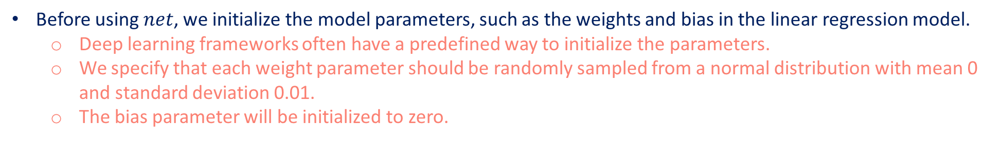 • Before using net, we initialize the model parameters, such as the weights and bias in the linear regression model.
o Deep learning frameworks often have a predefined way to initialize the parameters.
o We specify that each weight parameter should be randomly sampled from a normal distribution with mean 0
and standard deviation 0.01.
o The bias parameter will be initialized to zero.